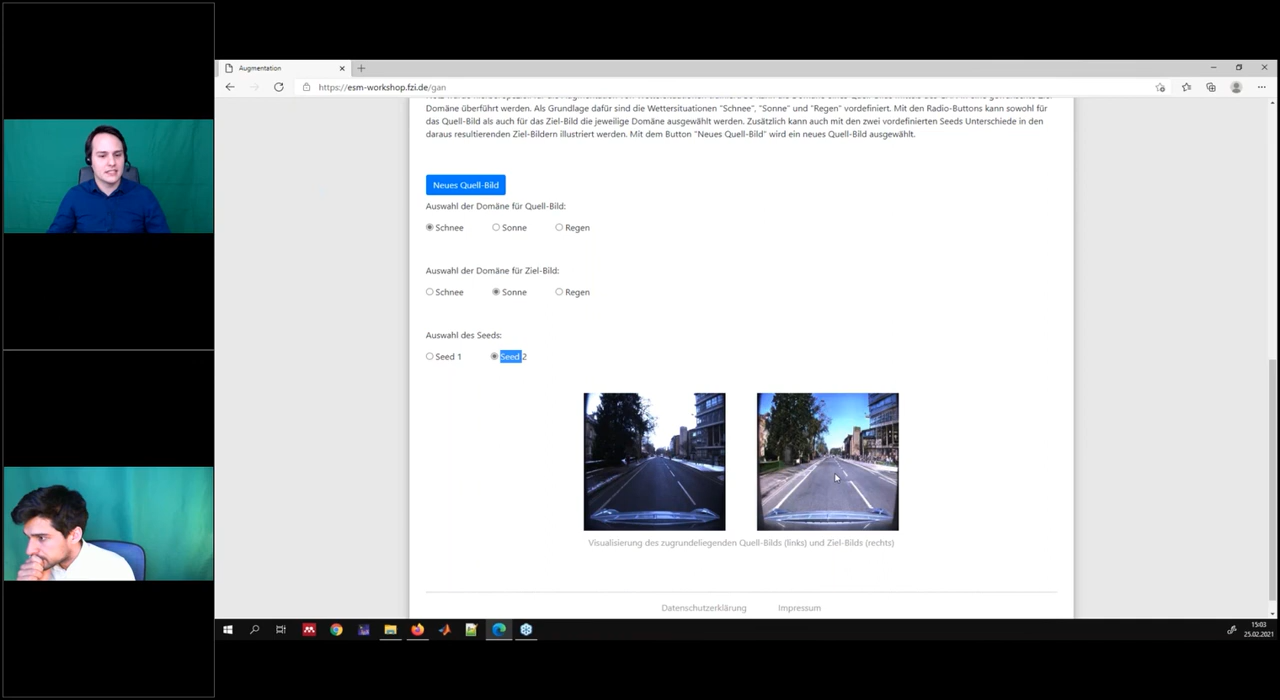 Augmentation
https://esm-workshop.fzi.de/gan
Domäne überführt werden. Als Grundlage dafür sind die Wettersituationen "Schnee", "Sonne" und "Regen" vordefiniert. Mit den Radio-Buttons kann sowohl für
das Quell-Bild als auch für das Ziel-Bild die jeweilige Domäne ausgewählt werden. Zusätzlich kann auch mit den zwei vordefinierten Seeds Unterschiede in den
daraus resultierenden Ziel-Bildern illustriert werden. Mit dem Button "Neues Quell-Bild" wird ein neues Quell-Bild ausgewählt.
Neues Quell-Bild
Auswahl der Domäne für Quell-Bild:
Schnee Sonne Regen
Auswahl der Domäne für Ziel-Bild:
Schnee Sonne Regen
Auswahl des Seeds:
Seed 1 Seed 2
Visualisierung des zugrundeliegenden Quell-Bilds (links) und Ziel-Bilds (rechts)
Datenschutzerklärung Impressum
15:03
25.02.2021